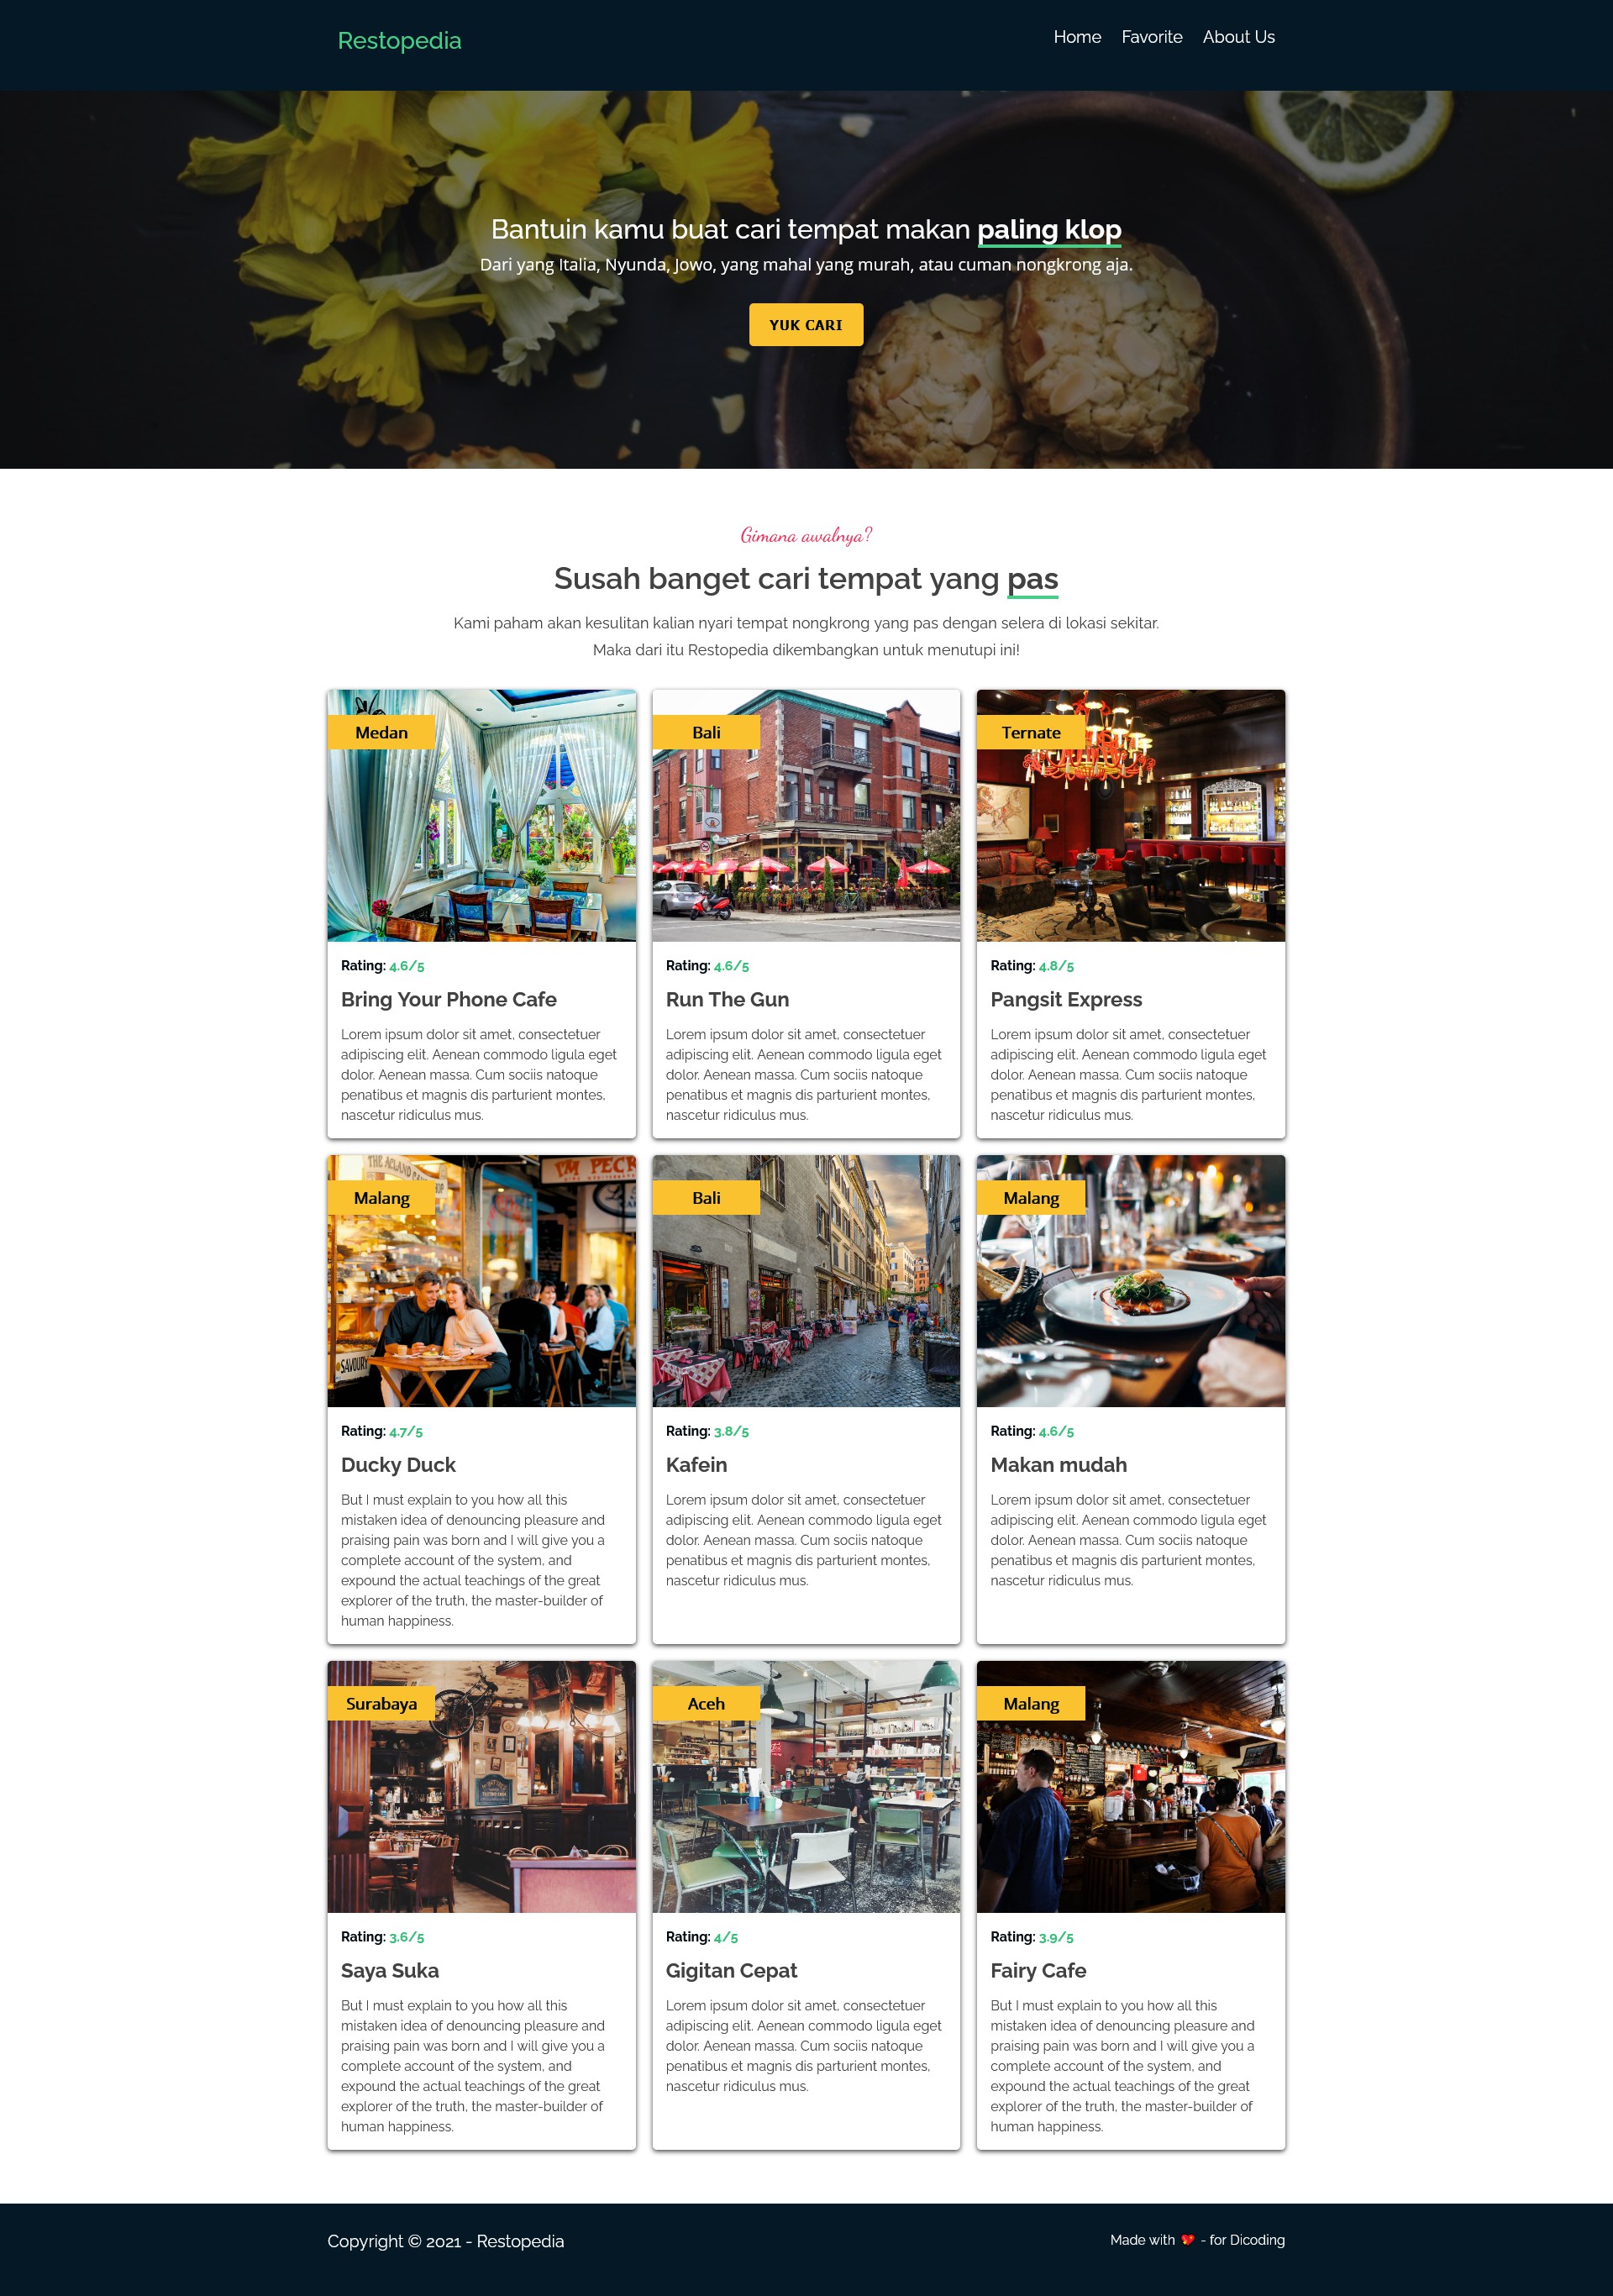 Restopedia
Home Favorite About Us
Bantuin kamu buat cari tempat makan paling klop
Dari yang Italia, Nyunda, Jowo, yang mahal yang murah, atau cuman nongkrong aja.
YUK CARI
Gimana awalnya?
Susah banget cari tempat yang pas
Kami paham akan kesulitan kalian nyari tempat nongkrong yang pas dengan selera di lokasi sekitar.
Maka dari itu Restopedia dikembangkan untuk menutupi ini!
Medan
Rating: 4.6/5
Bring Your Phone Cafe
Lorem ipsum dolor sit amet, consectetuer
adipiscing elit. Aenean commodo ligula eget
dolor. Aenean massa. Cum sociis natoque
penatibus et magnis dis parturient montes,
nascetur ridiculus mus.
Bali
Rating: 4.6/5
Run The Gun
Lorem ipsum dolor sit amet, consectetuer
adipiscing elit. Aenean commodo ligula eget
dolor. Aenean massa. Cum sociis natoque
penatibus et magnis dis parturient montes,
nascetur ridiculus mus.
Ternate
Rating: 4.8/5
Pangsit Express
Lorem ipsum dolor sit amet, consectetuer
adipiscing elit. Aenean commodo ligula eget
dolor. Aenean massa. Cum sociis natoque
penatibus et magnis dis parturient montes,
nascetur ridiculus mus.
THE ACLAND
I'M PECK
Malang
SAVOURY
Rating: 4.7/5
Ducky Duck
But I must explain to you how all this
mistaken idea of denouncing pleasure and
praising pain was born and I will give you a
complete account of the system, and
expound the actual teachings of the great
explorer of the truth, the master-builder of
human happiness.
Bali
Rating: 3.8/5
Kafein
Lorem ipsum dolor sit amet, consectetuer
adipiscing elit. Aenean commodo ligula eget
dolor. Aenean massa. Cum sociis natoque
penatibus et magnis dis parturient montes,
nascetur ridiculus mus.
Malang
Rating: 4.6/5
Makan mudah
Lorem ipsum dolor sit amet, consectetuer
adipiscing elit. Aenean commodo ligula eget
dolor. Aenean massa. Cum sociis natoque
penatibus et magnis dis parturient montes,
nascetur ridiculus mus.
Surabaya
Rating: 3.6/5
Saya Suka
But I must explain to you how all this
mistaken idea of denouncing pleasure and
praising pain was born and I will give you a
complete account of the system, and
expound the actual teachings of the great
explorer of the truth, the master-builder of
human happiness.
Aceh
Rating: 4/5
Gigitan Cepat
Lorem ipsum dolor sit amet, consectetuer
adipiscing elit. Aenean commodo ligula eget
dolor. Aenean massa. Cum sociis natoque
penatibus et magnis dis parturient montes,
nascetur ridiculus mus.
Malang
Rating: 3.9/5
Fairy Cafe
But I must explain to you how all this
mistaken idea of denouncing pleasure and
praising pain was born and I will give you a
complete account of the system, and
expound the actual teachings of the great
explorer of the truth, the master-builder of
human happiness.
Copyright © 2021 - Restopedia
Made with 💖 - for Dicoding